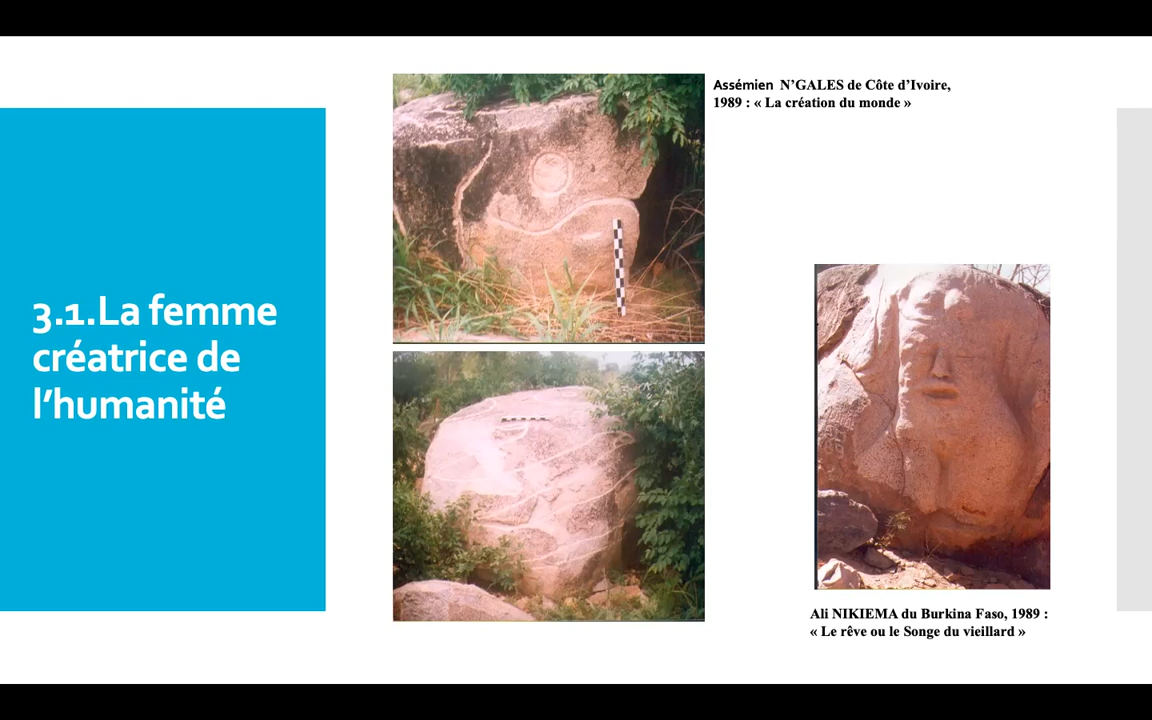 3.1.La femme
créatrice de
l’humanité
Assémien N’GALES de Côte d’Ivoire,
1989 : « La création du monde »
Ali NIKIEMA du Burkina Faso, 1989 :
« Le rêve ou le Songe du vieillard »